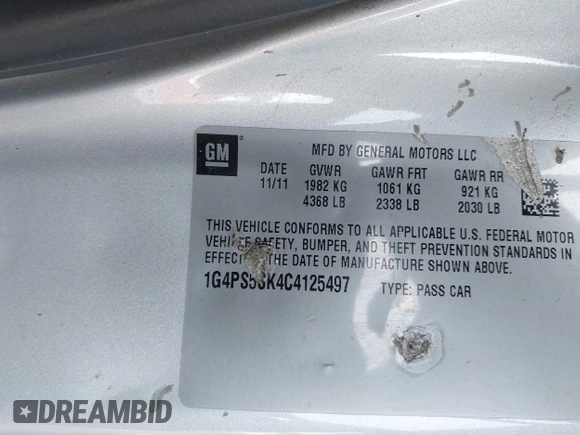 GM
MFD BY GENERAL MOTORS LLC
DATE GVWR GAWR FRT GAWR RR
11/11 1982 KG 1061 KG 921 KG
4368 LB 2338 LB 2030 LB
THIS VEHICLE CONFORMS TO ALL APPLICABLE U.S. FEDERAL MOTOR
VEHICLE SAFETY, BUMPER, AND THEFT PREVENTION STANDARDS IN
EFFECT ON THE DATE OF MANUFACTURE SHOWN ABOVE.
TYPE: PASS CAR
DREAMBID